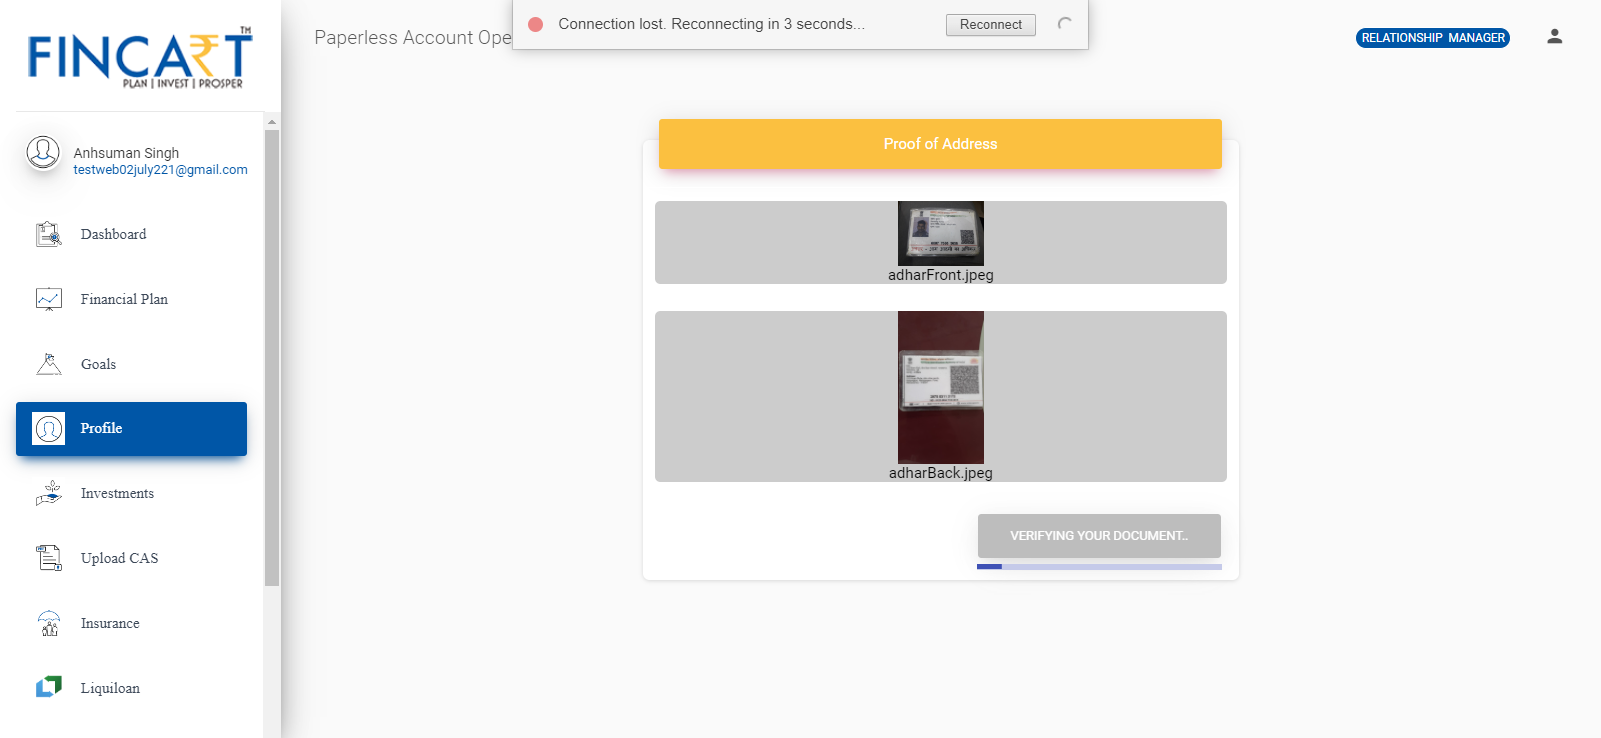 FINCART™
PLAN | INVEST | PROSPER
Paperless Account Ope
Connection lost. Reconnecting in 3 seconds...
Reconnect
RELATIONSHIP MANAGER
Anhsuman Singh
testweb02july221@gmail.com
Dashboard
Financial Plan
Goals
Profile
Investments
Upload CAS
Insurance
Liquiloan
Proof of Address
adharFront.jpeg
adharBack.jpeg
VERIFYING YOUR DOCUMENT..